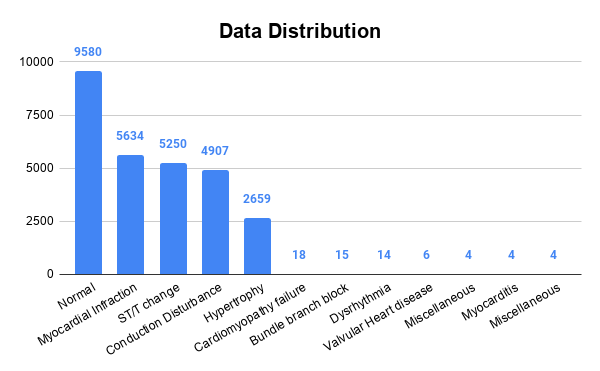 Data Distribution
9580
5634
5250
4907
2659
18
15
14
6
4
4
4
10000
7500
5000
2500
0
Normal
Myocardial Infraction
ST/T change
Conduction Disturbance
Hypertrophy
Cardiomyopathy failure
Bundle branch block
Dysrhythmia
Valvular Heart disease
Miscellaneous
Myocarditis
Miscellaneous